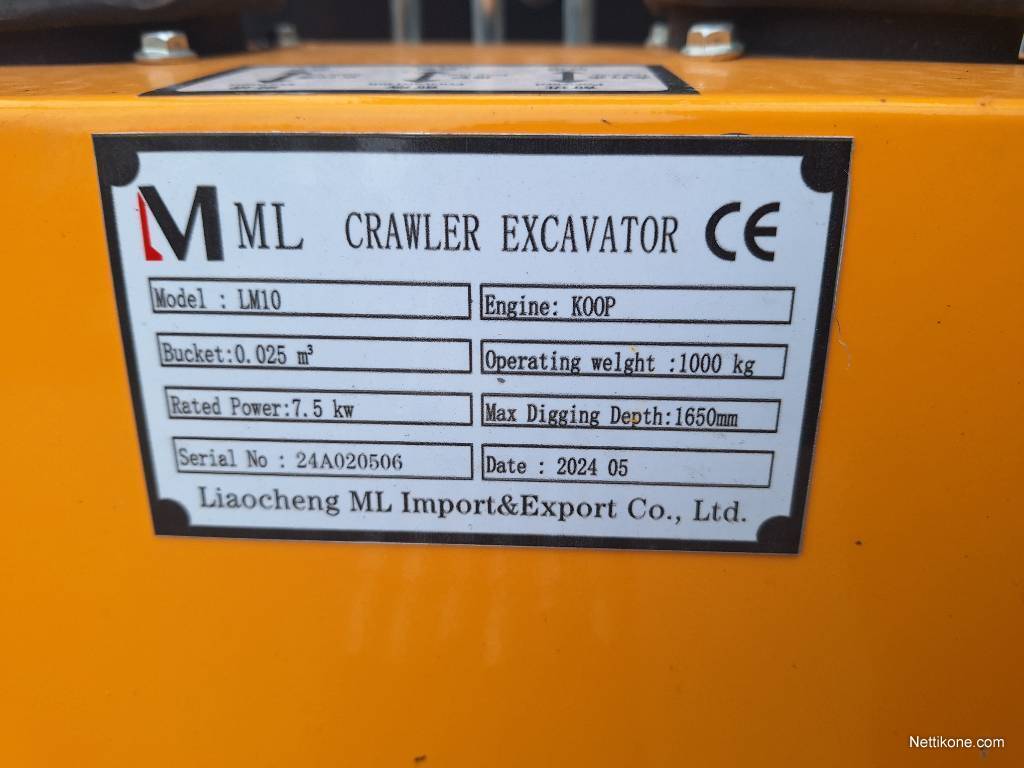 M ML CRAWLER EXCAVATOR CE
Model : LM10 Engine: KOOP
Bucket:0.025 m³ Operating welght :1000 kg
Rated Power:7.5 kw Max Digging Depth:1650mm
Serial No : 24A020506 Date : 2024 05
Liaocheng ML Import&Export Co., Ltd.
Nettikone.com